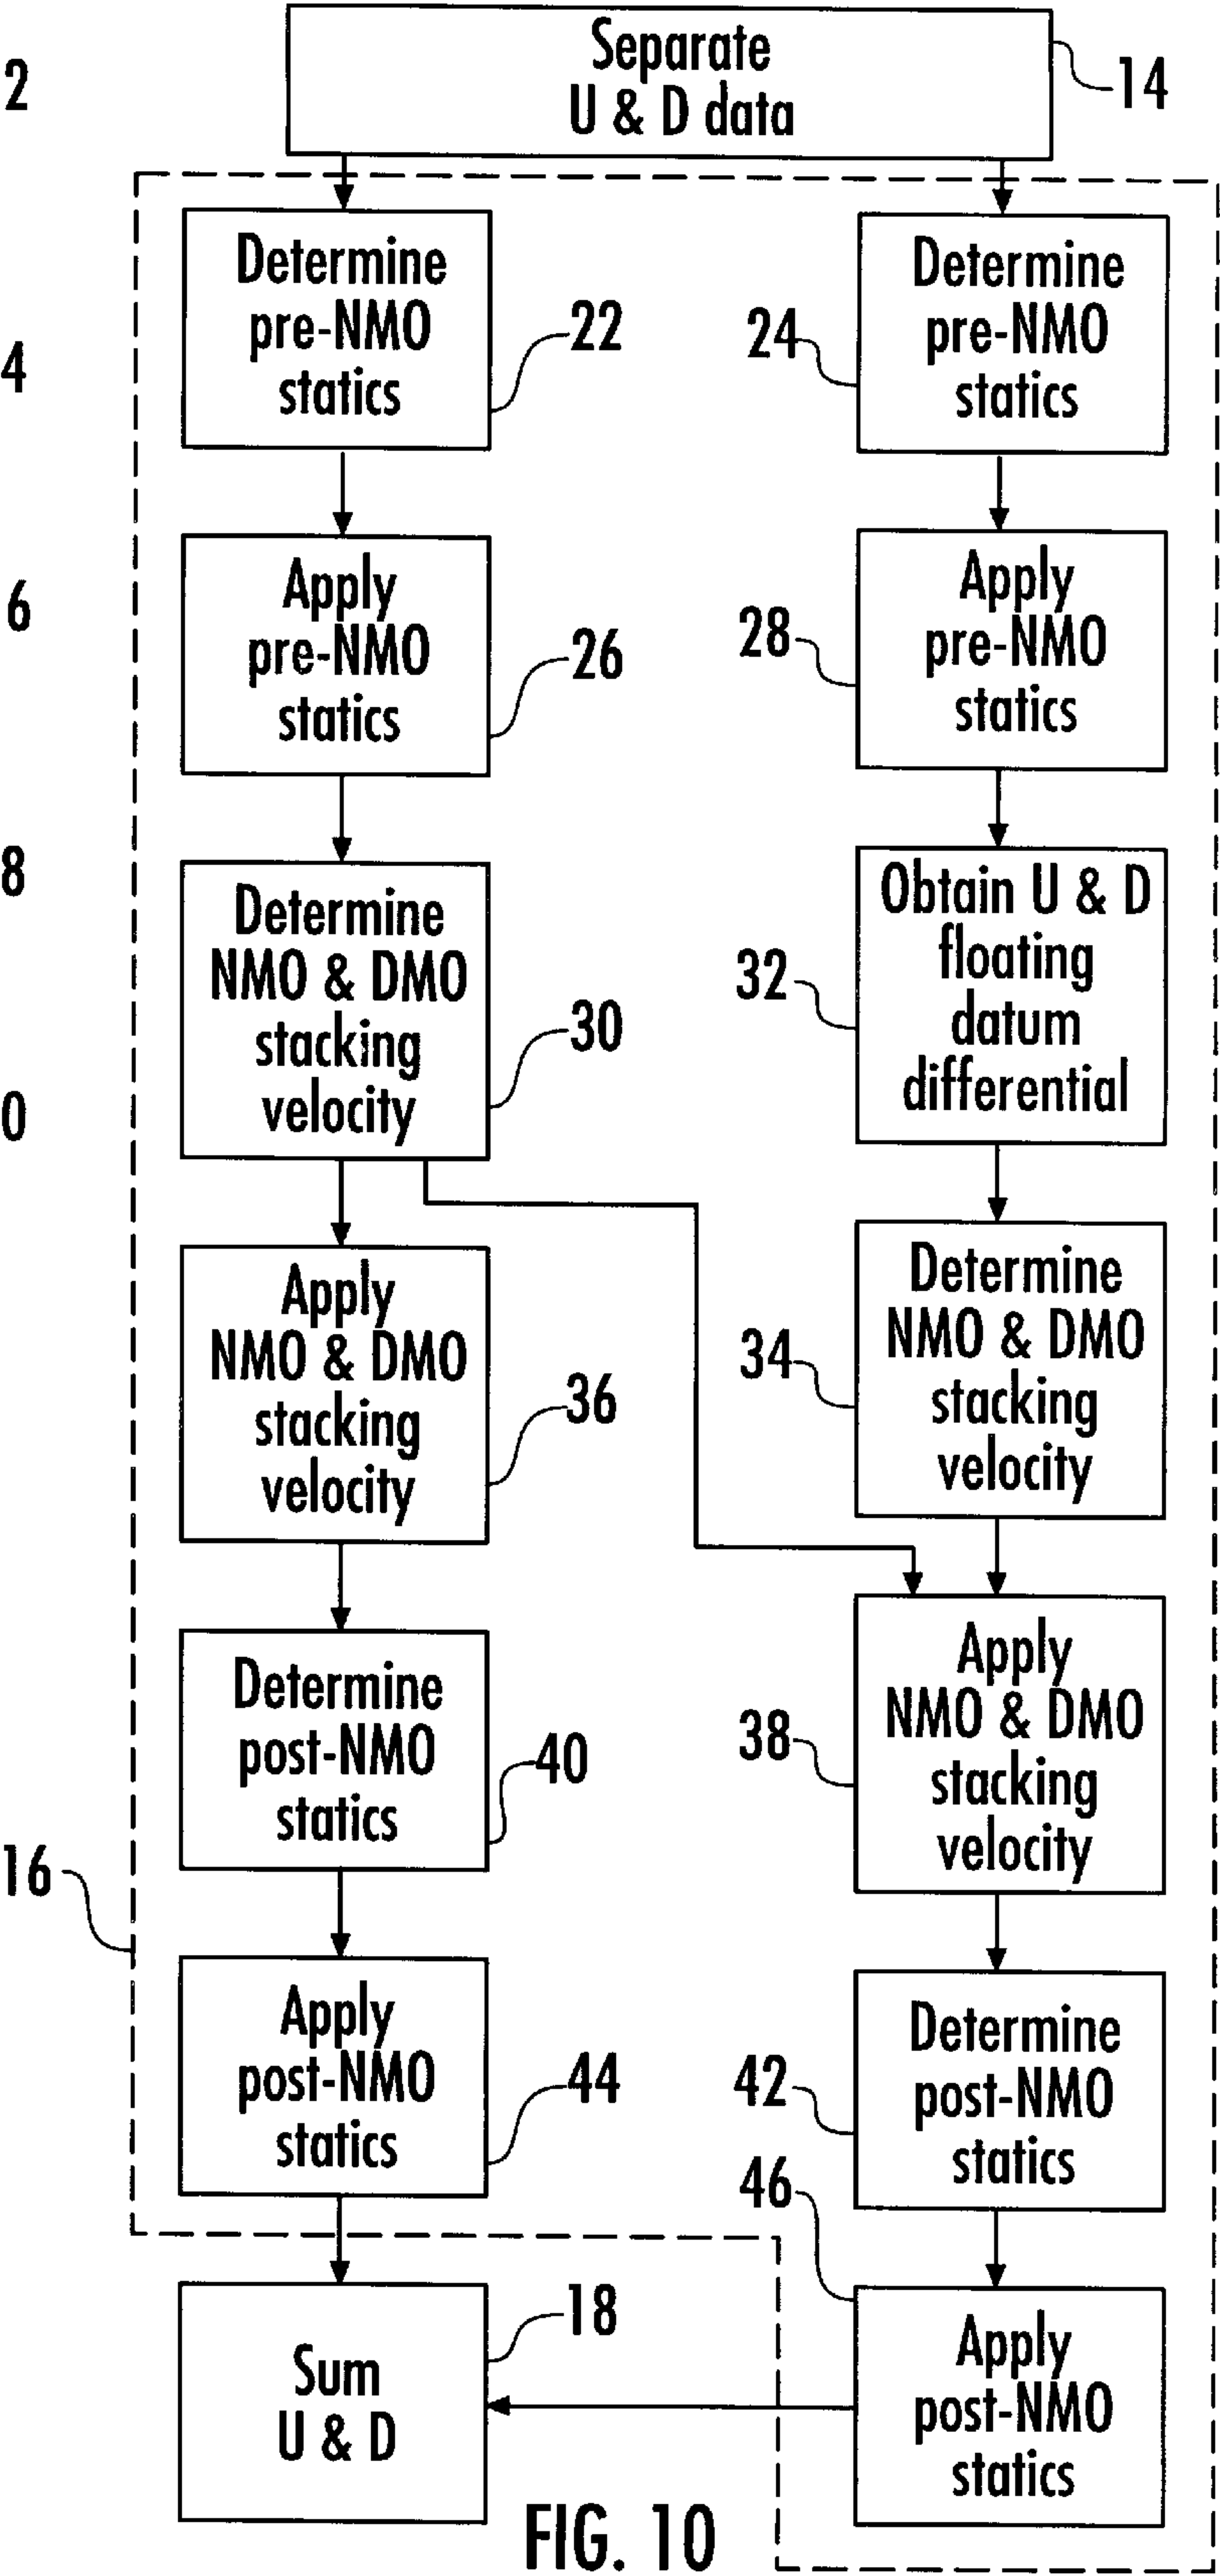 Separate
U & D data
14
2
Determine
pre-NMO
statics
22
24
Determine
pre-NMO
statics
4
Apply
pre-NMO
statics
26
28
Apply
pre-NMO
statics
6
Determine
NMO & DMO
stacking
velocity
30
32
Obtain U & D
floating
datum
differential
8
0
Apply
NMO & DMO
stacking
velocity
36
34
Determine
NMO & DMO
stacking
velocity
Determine
post-NMO
statics
40
38
Apply
NMO & DMO
stacking
velocity
16
Apply
post-NMO
statics
44
42
Determine
post-NMO
statics
46
Sum
U & D
18
Apply
post-NMO
statics
FIG. 10